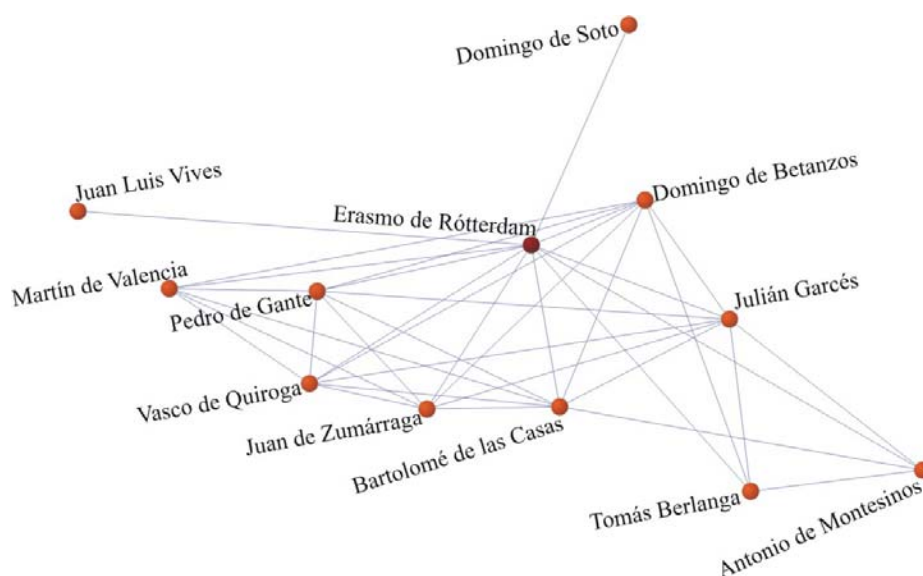 Domingo de Soto
Juan Luis Vives
Domingo de Betanzos
Erasmo de Rótterdam
Martín de Valencia
Pedro de Gante
Julián Garcés
Vasco de Quiroga
Juan de Zumárraga
Bartolomé de las Casas
Tomás Berlanga
Antonio de Montesinos